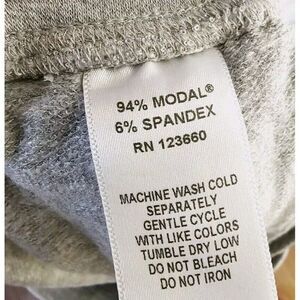 94% MODAL®
6% SPANDEX
RN 123660
MACHINE WASH COLD
SEPARATELY
GENTLE CYCLE
WITH LIKE COLORS
TUMBLE DRY LOW
DO NOT BLEACH
DO NOT IRON